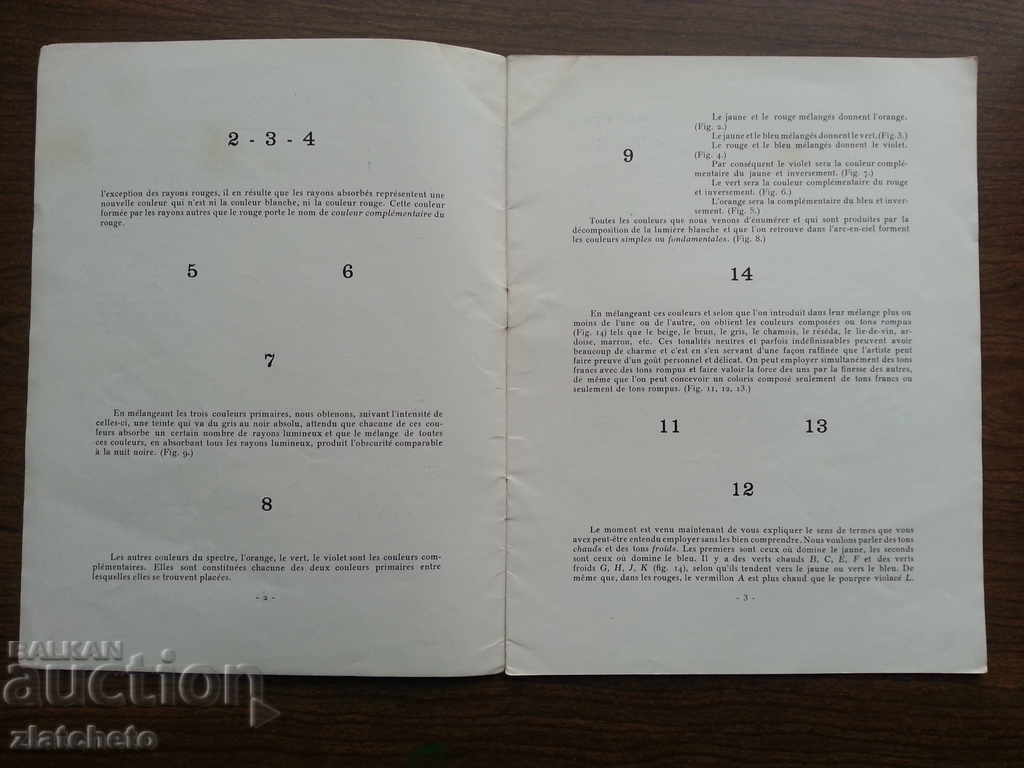 2 - 3 - 4
l'exception des rayons rouges, il en résulte que les rayons absorbés représentent une
nouvelle couleur qui n'est ni la couleur blanche, ni la couleur rouge. Cette couleur
formée par les rayons autres que le rouge porte le nom de couleur complémentaire du
rouge.
5 6
7
En mélangeant les trois couleurs primaires, nous obtenons, suivant l'intensité de
celles-ci, une teinte qui va du gris au noir absolu, attendu que chacune de ces cou-
leurs absorbe un certain nombre de rayons lumineux et que le mélange de toutes
ces couleurs, en absorbant tous les rayons lumineux, produit l'obscurité comparable
à la nuit noire. (Fig. 9.)
8
Les autres couleurs du spectre, l'orange, le vert, le violet sont les couleurs com-
plémentaires. Elles sont constituées chacune des deux couleurs primaires entre
lesquelles elles se trouvent placées.
- 2 -
9
Le jaune et le rouge mélangés donnent l'orange.
(Fig. 2.)
Le jaune et le bleu mélangés donnent le vert. (Fig. 3.)
Le rouge et le bleu mélangés donnent le violet.
(Fig. 4.)
Par conséquent le violet sera la couleur complé-
mentaire du jaune et inversement. (Fig. 7.)
Le vert sera la couleur complémentaire du rouge
et inversement. (Fig. 6.)
L'orange sera la complémentaire du bleu et inver-
sement. (Fig. 5.)
Toutes les couleurs que nous venons d'énumérer et qui sont produites par la
décomposition de la lumière blanche et que l'on retrouve dans l'arc-en-ciel forment
les couleurs simples ou fondamentales. (Fig. 8.)
14
En mélangeant ces couleurs et selon que l'on introduit dans leur mélange plus ou
moins de l'une ou de l'autre, on obtient les couleurs composées ou tons rompus
(Fig. 14) tels que le beige, le brun, le gris, le chamois, le réséda, le lie-de-vin, ar-
doise, marron, etc. Ces tonalités neutres et parfois indéfinissables peuvent avoir
beaucoup de charme et c'est en s'en servant d'une façon raffinée que l'artiste peut
faire preuve d'un goût personnel et délicat. On peut employer simultanément des tons
francs avec des tons rompus et faire valoir la force des uns par la finesse des autres,
de même que l'on peut concevoir un coloris composé seulement de tons francs ou
seulement de tons rompus. (Fig. 11, 12, 13.)
11 13
12
Le moment est venu maintenant de vous expliquer le sens de termes que vous
avez peut-être entendu employer sans les bien comprendre. Nous voulons parler des tons
chauds et des tons froids. Les premiers sont ceux où domine le jaune, les seconds
sont ceux où domine le bleu. Il y a des verts chauds B, C, E, F et des verts
froids G, H, J, K (fig. 14), selon qu'ils tendent vers le jaune ou vers le bleu. De
même que, dans les rouges, le vermillon A est plus chaud que le pourpre violacé L.
- 3 -
BALKAN
auction
zlatcheto